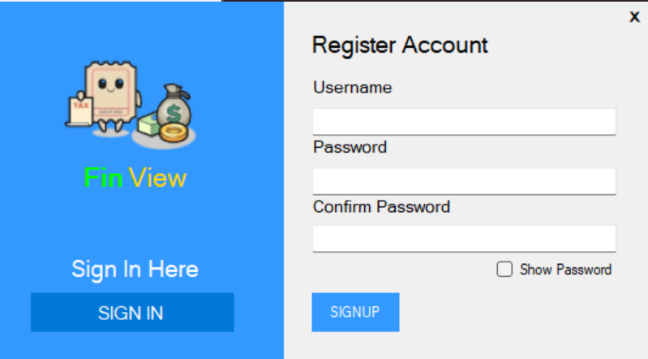 TAX
Fin View
Sign In Here
SIGN IN
X
Register Account
Username
Password
Confirm Password
Show Password
SIGNUP